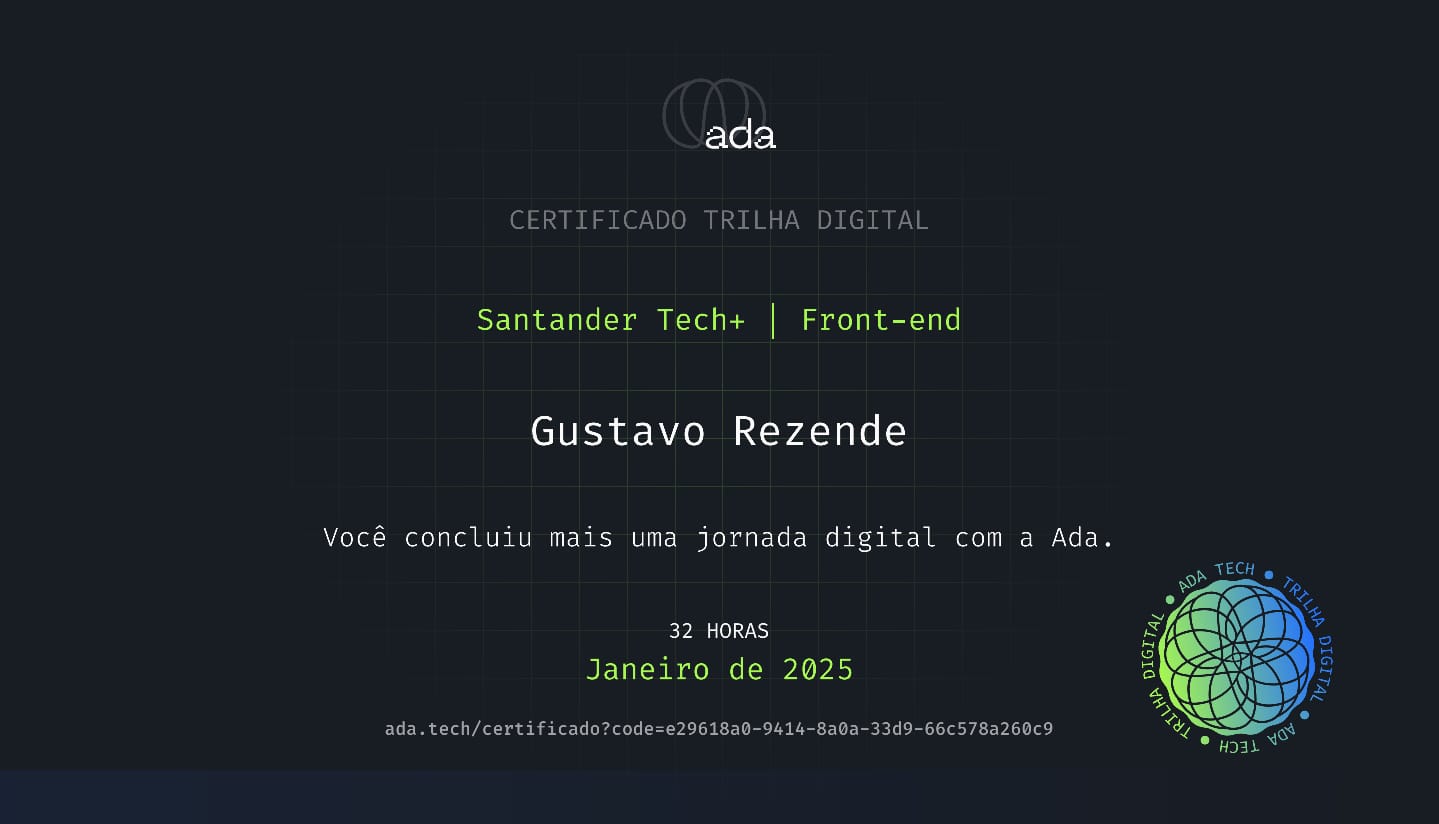 ada
CERTIFICADO TRILHA DIGITAL
Santander Tech+ | Front-end
Gustavo Rezende
Você concluiu mais uma jornada digital com a Ada.
32 HORAS
Janeiro de 2025
ada.tech/certificado?code=e29618a0-9414-8a0a-33d9-66c578a260c9
ADA TECH • TRILHA DIGITAL • ADA TECH • TRILHA DIGITAL •